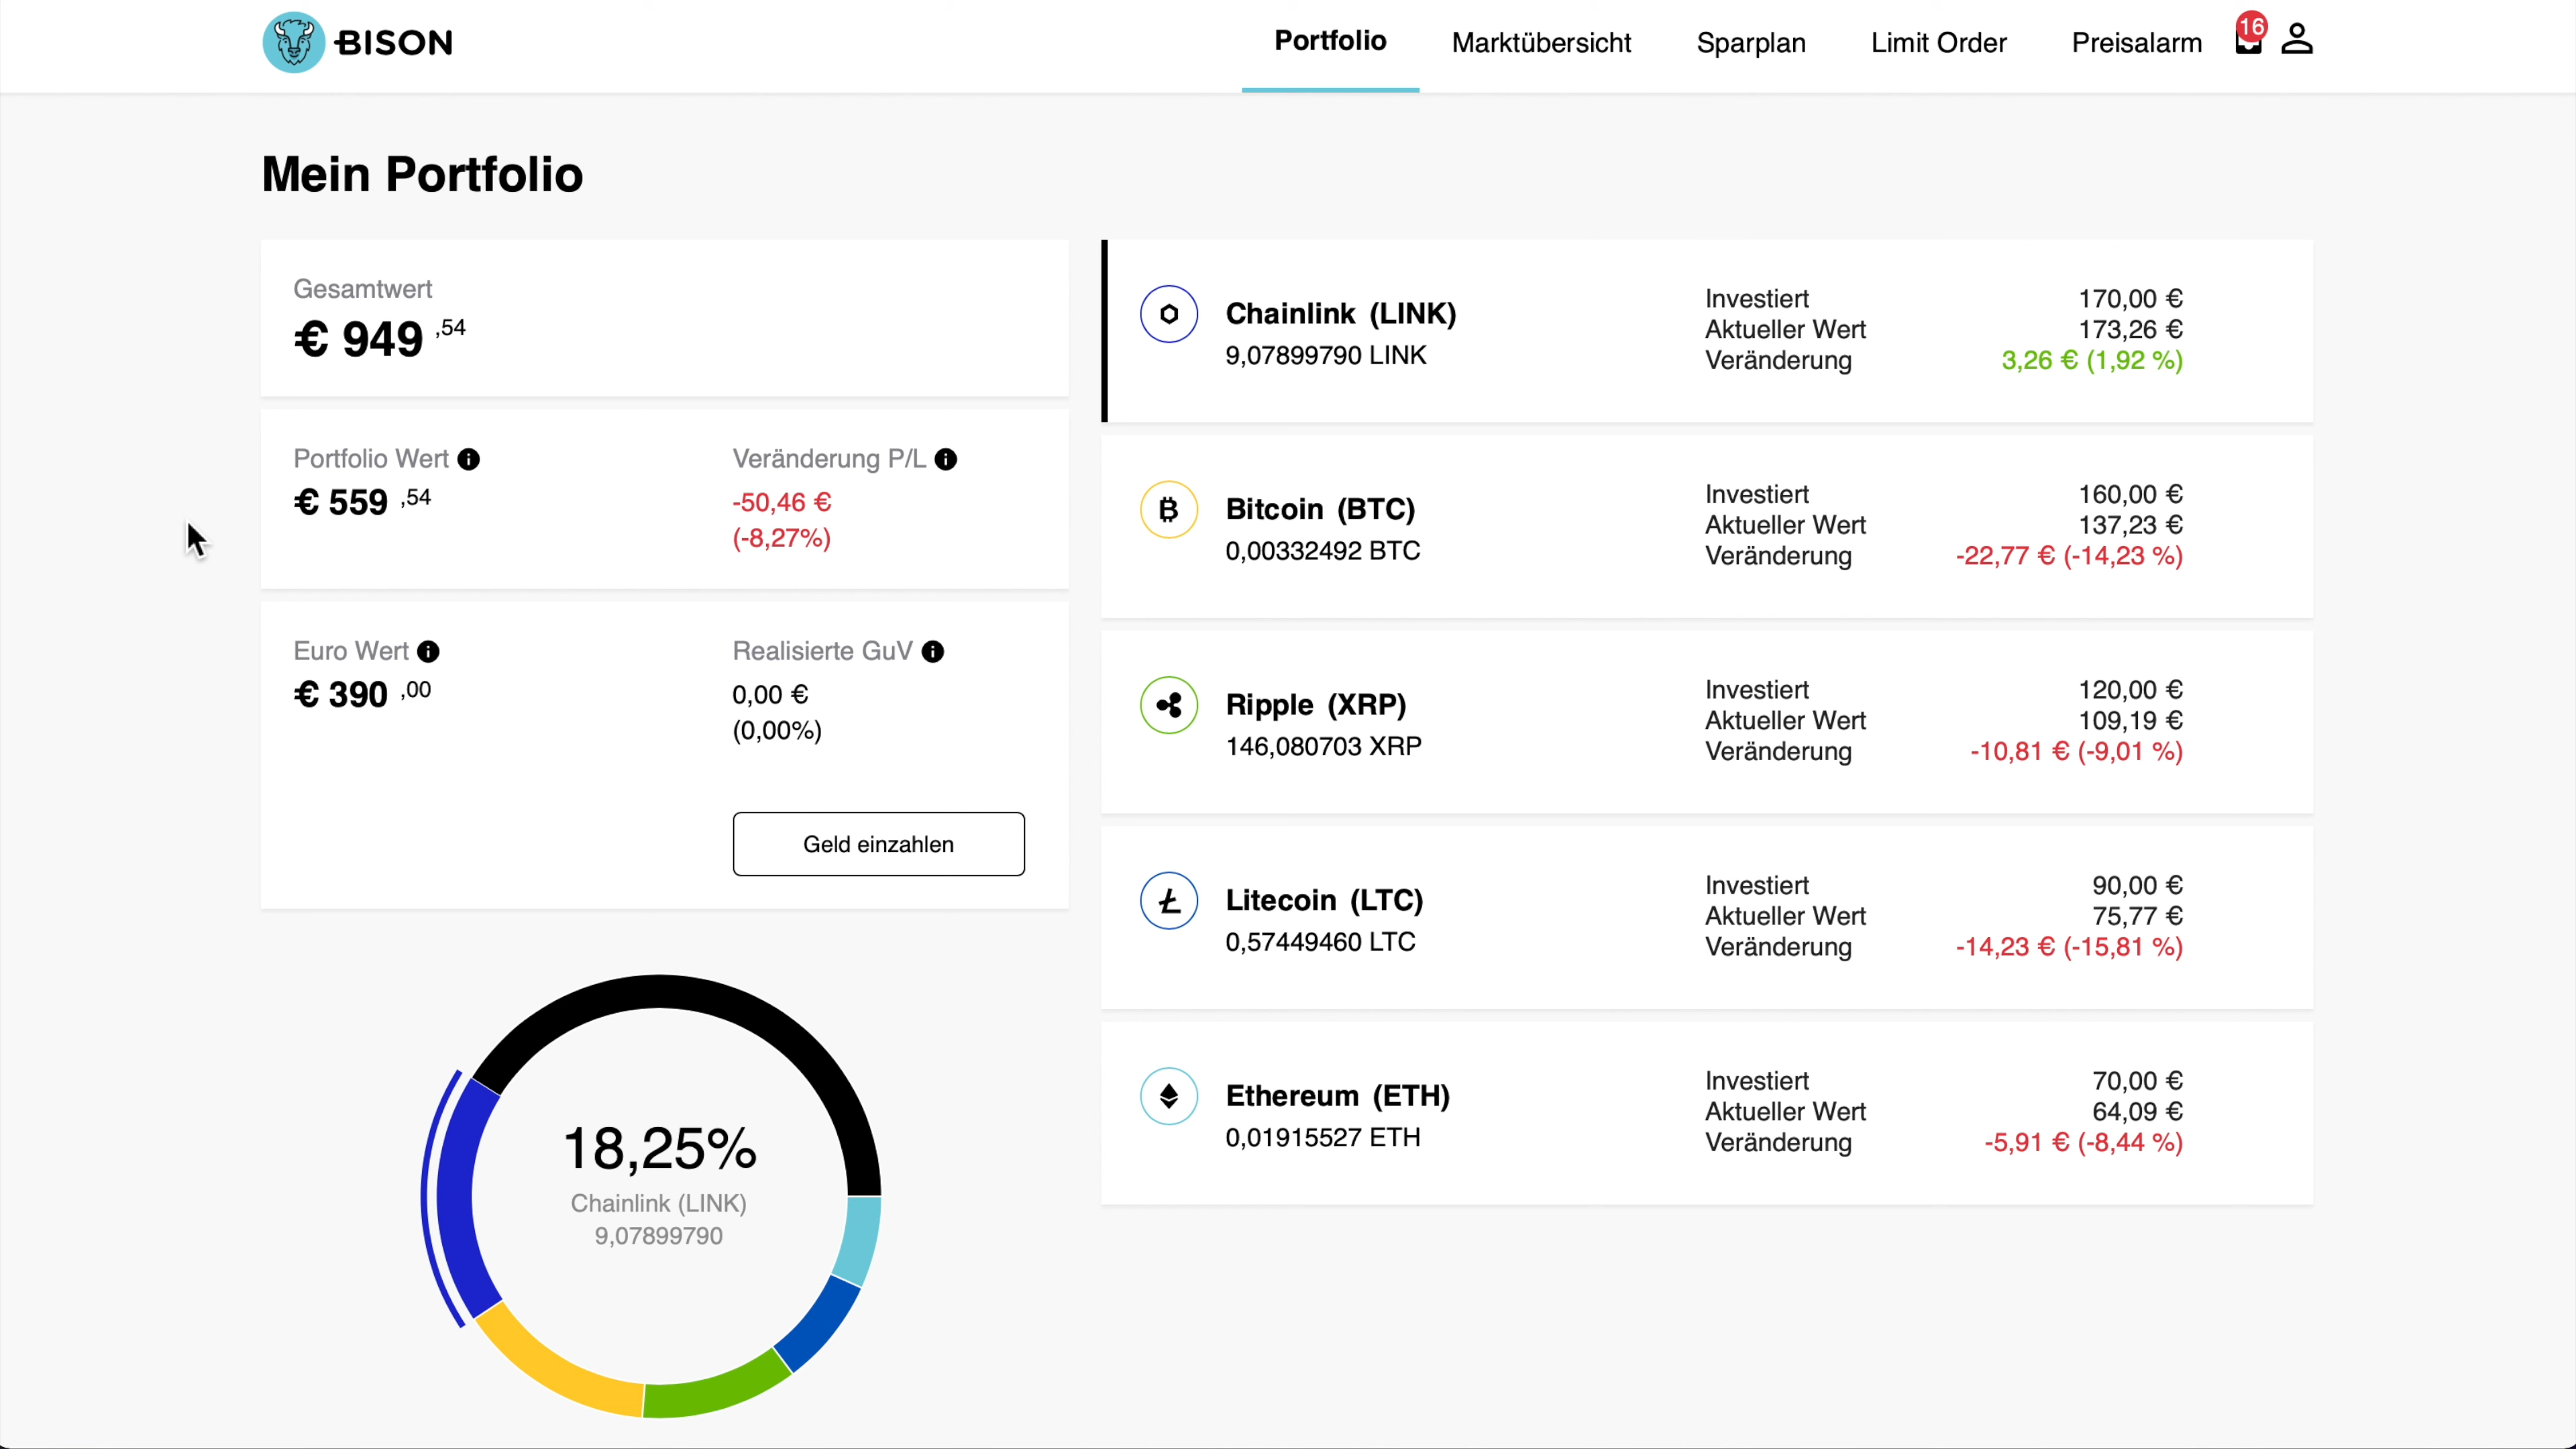 BISON
Portfolio
Marktübersicht
Sparplan
Limit Order
Preisalarm
16
Mein Portfolio
Gesamtwert
€ 949 ,54
Portfolio Wert
€ 559 ,54
Veränderung P/L
-50,46 €
(-8,27%)
Euro Wert
€ 390 ,00
Realisierte GuV
0,00 €
(0,00%)
Geld einzahlen
18,25%
Chainlink (LINK)
9,07899790
Chainlink (LINK)
9,07899790 LINK
Investiert 170,00 €
Aktueller Wert 173,26 €
Veränderung 3,26 € (1,92 %)
Bitcoin (BTC)
0,00332492 BTC
Investiert 160,00 €
Aktueller Wert 137,23 €
Veränderung -22,77 € (-14,23 %)
Ripple (XRP)
146,080703 XRP
Investiert 120,00 €
Aktueller Wert 109,19 €
Veränderung -10,81 € (-9,01 %)
Litecoin (LTC)
0,57449460 LTC
Investiert 90,00 €
Aktueller Wert 75,77 €
Veränderung -14,23 € (-15,81 %)
Ethereum (ETH)
0,01915527 ETH
Investiert 70,00 €
Aktueller Wert 64,09 €
Veränderung -5,91 € (-8,44 %)